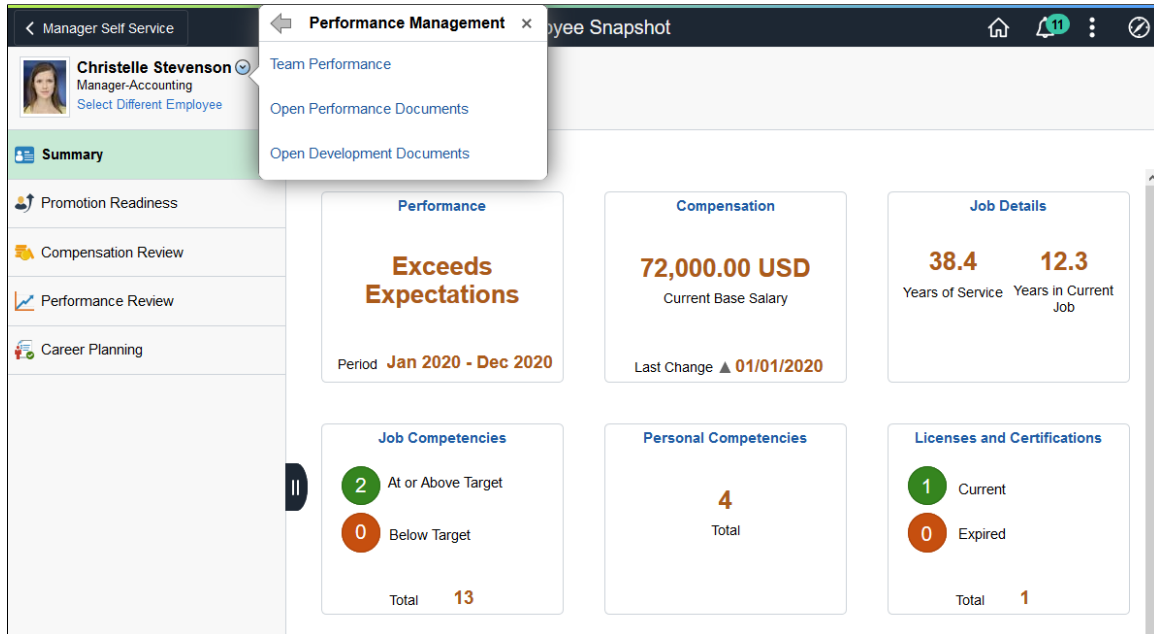 Manager Self Service
Performance Management
yee Snapshot
11
Christelle Stevenson
Manager-Accounting
Select Different Employee
Team Performance
Open Performance Documents
Open Development Documents
Summary
Promotion Readiness
Compensation Review
Performance Review
Career Planning
Performance
Exceeds
Expectations
Period Jan 2020 - Dec 2020
Compensation
72,000.00 USD
Current Base Salary
Last Change ▲ 01/01/2020
Job Details
38.4 12.3
Years of Service Years in Current
Job
Job Competencies
2 At or Above Target
0 Below Target
Total 13
Personal Competencies
4
Total
Licenses and Certifications
1 Current
0 Expired
Total 1